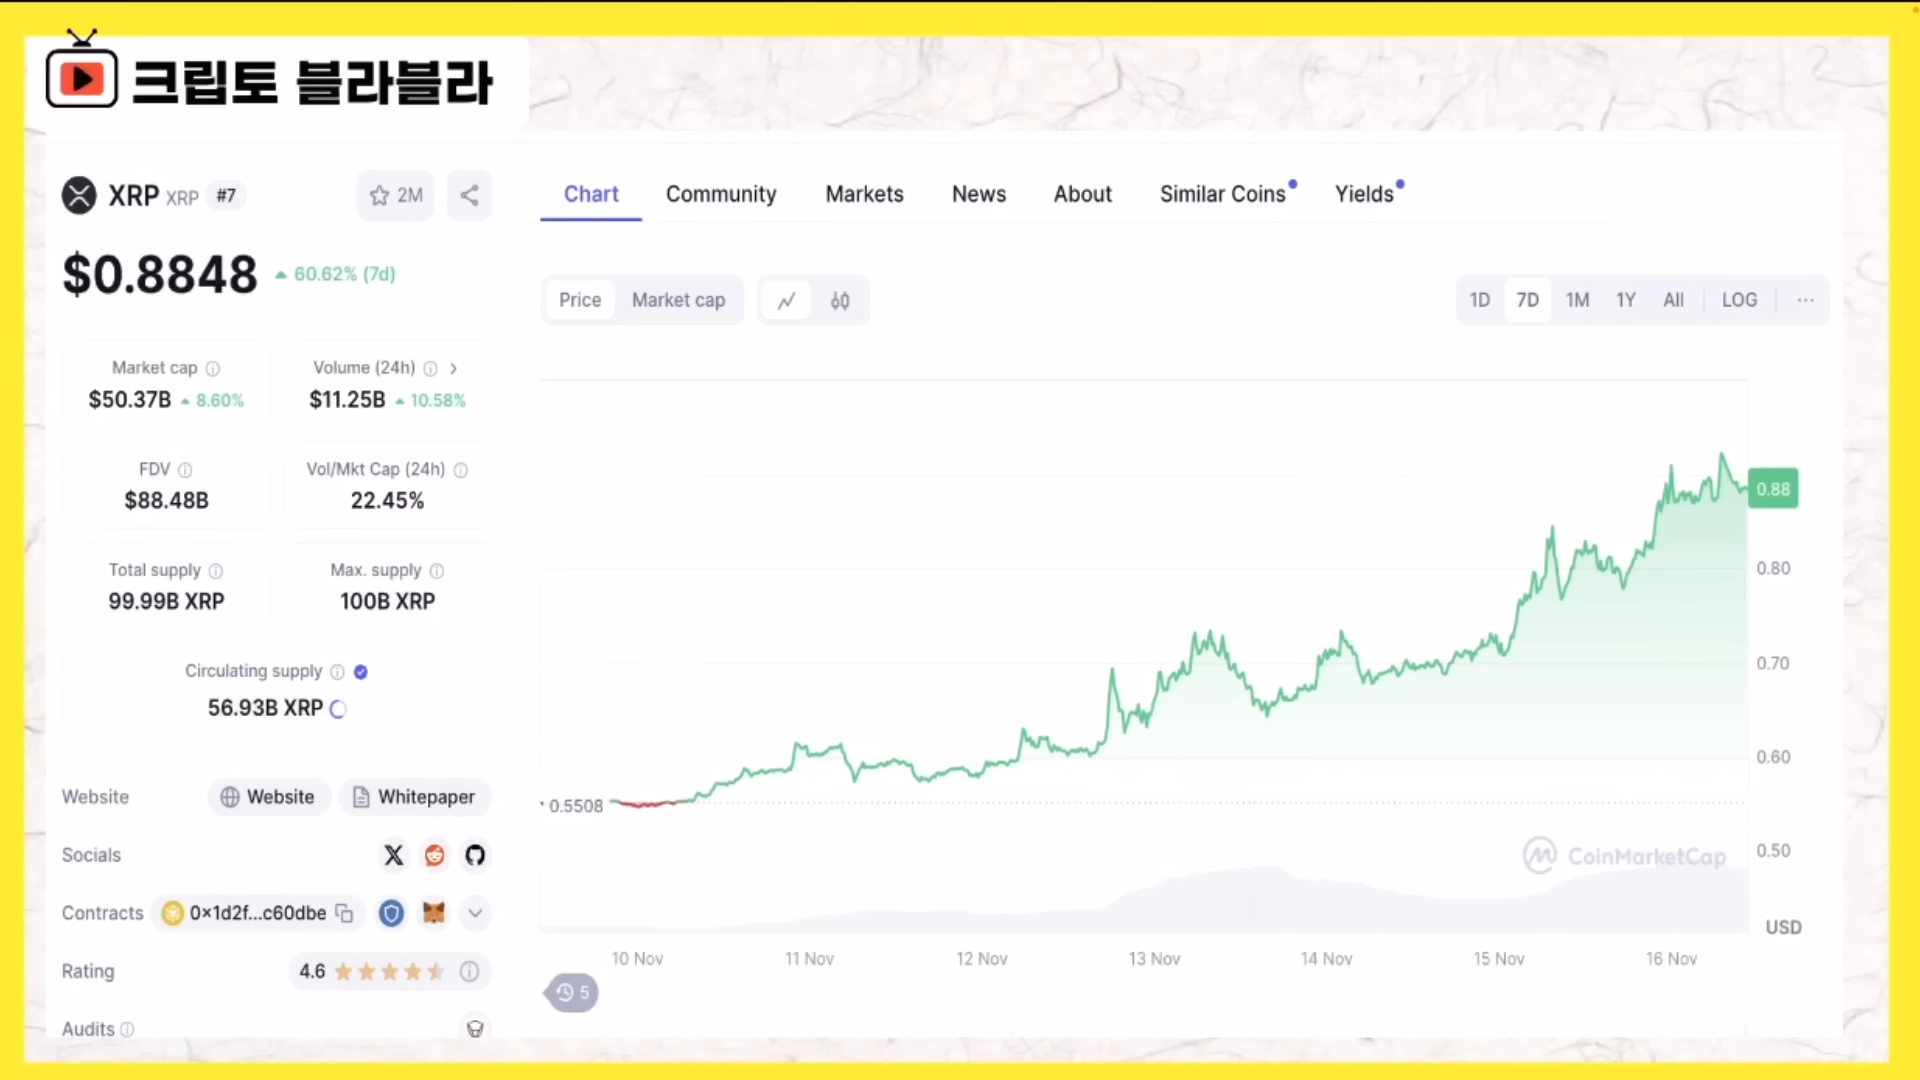 크립토 블라블라
XRP XRP #7
2M
$0.8848 60.62% (7d)
Market cap
$50.37B 8.60%
Volume (24h)
$11.25B 10.58%
FDV
$88.48B
Vol/Mkt Cap (24h)
22.45%
Total supply
99.99B XRP
Max. supply
100B XRP
Circulating supply
56.93B XRP
Website Website Whitepaper
Socials
Contracts 0×1d2f...c60dbe
Rating 4.6
Audits
Chart Community Markets News About Similar Coins Yields
Price Market cap
1D 7D 1M 1Y All LOG
0.88
0.80
0.70
0.60
0.5508
0.50
CoinMarketCap
USD
10 Nov 11 Nov 12 Nov 13 Nov 14 Nov 15 Nov 16 Nov
5